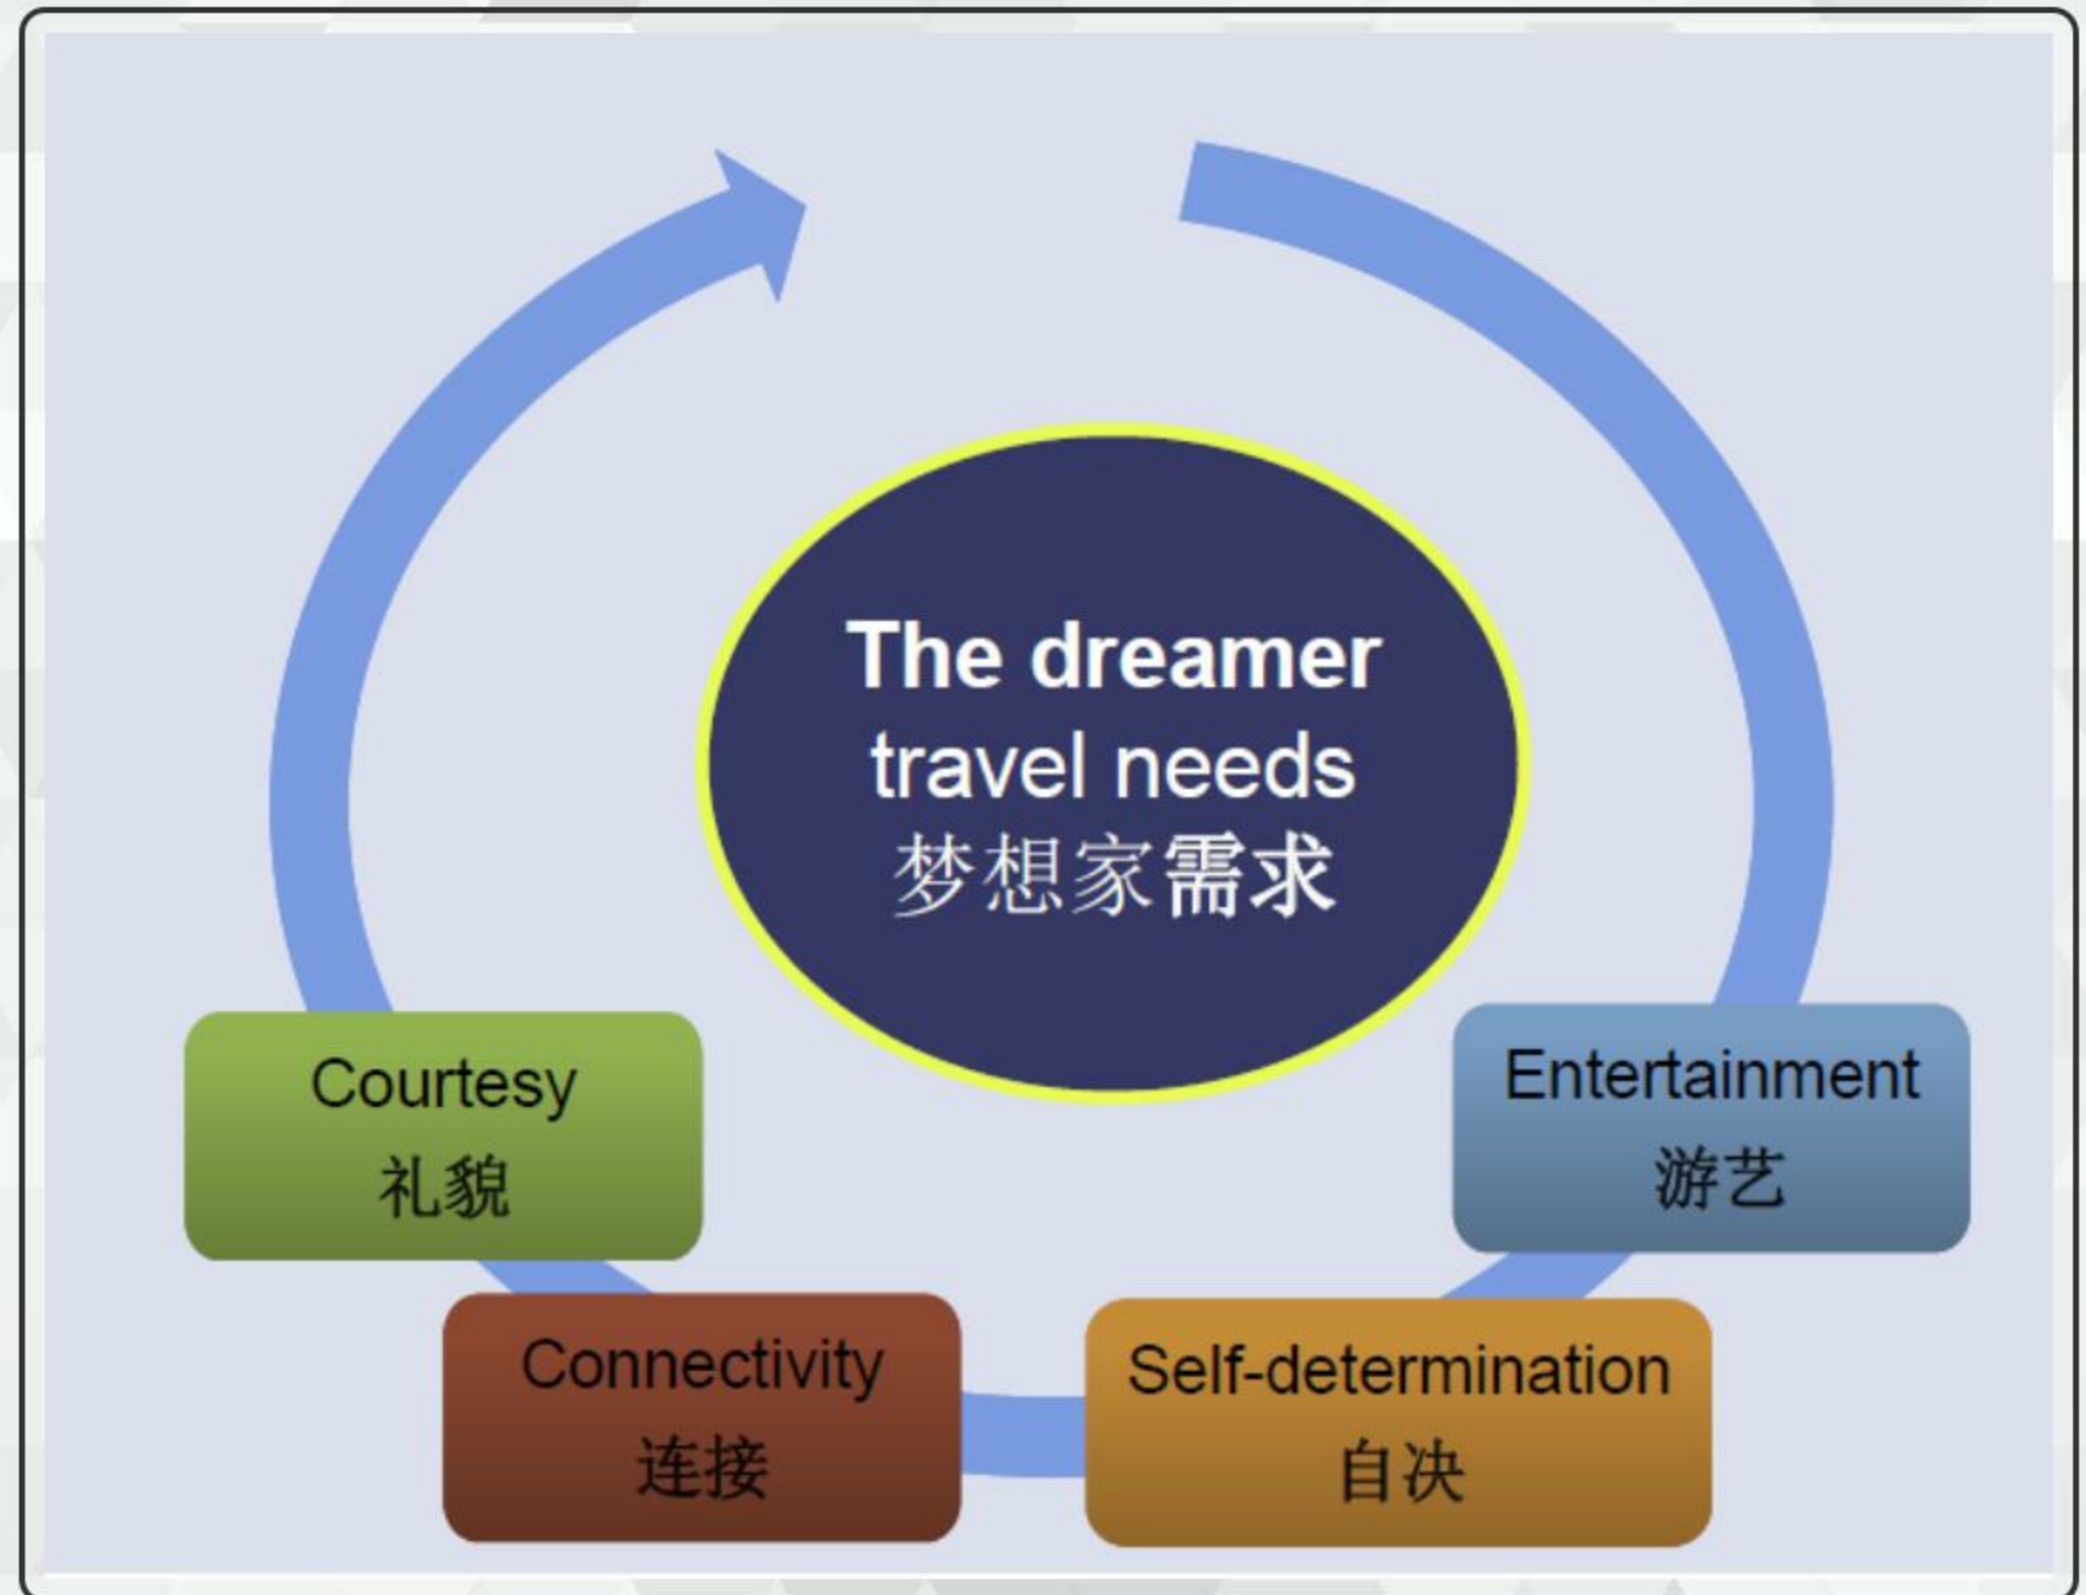 The dreamer
travel needs
梦想家需求
Entertainment
游艺
Self-determination
自决
Connectivity
连接
Courtesy
礼貌